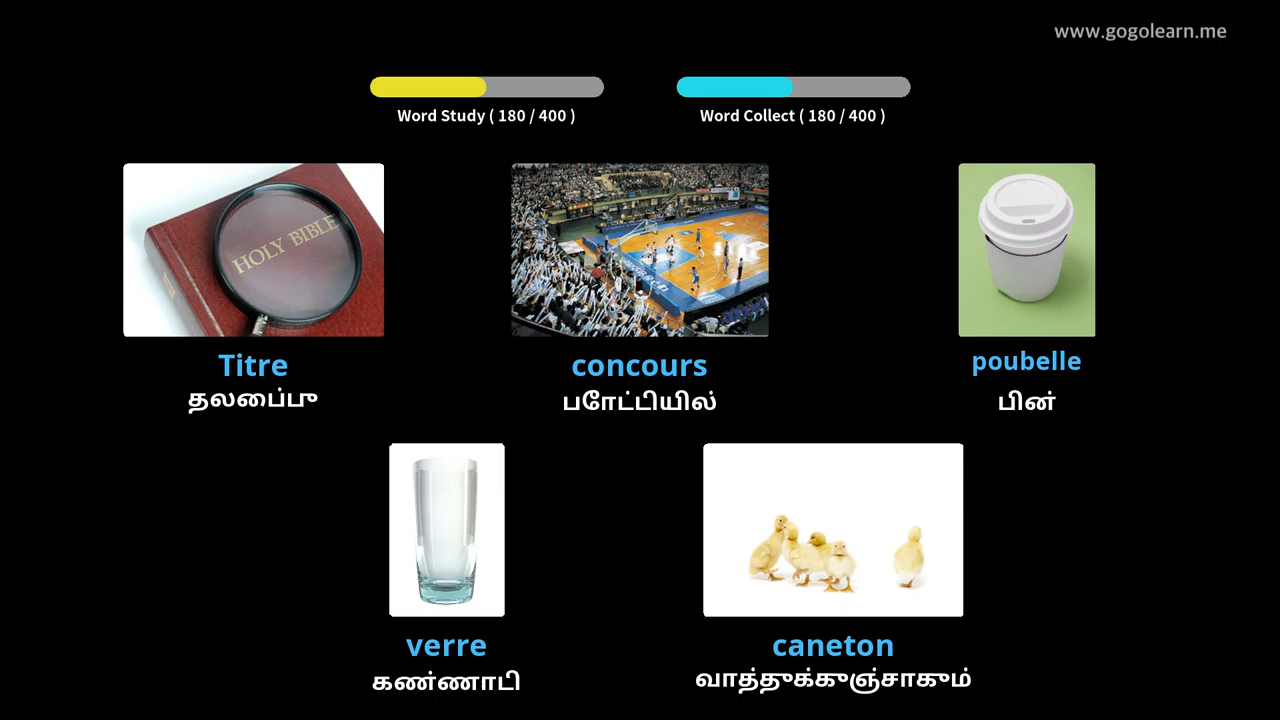 www.gogolearn.me
Word Study ( 180 / 400 )
Word Collect ( 180 / 400 )
HOLY BIBLE
Titre
தலைப்பு
concours
போட்டியில்
poubelle
பின்
verre
கண்ணாடி
caneton
வாத்துக்குஞ்சாகும்